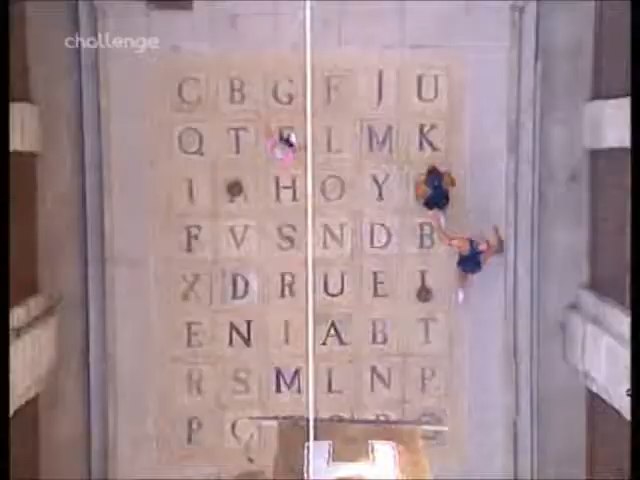 challenge
C B G F J U
Q T L M K
I H O Y
F V S N D B
X D R U E I
E N I A B T
R S M L N P
P